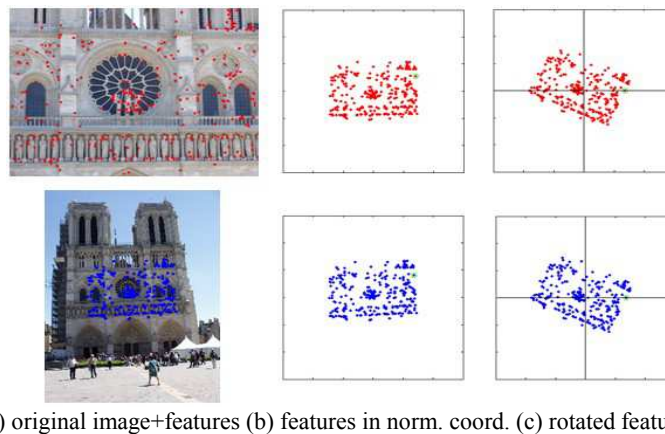 ) original image+features (b) features in norm. coord. (c) rotated featu